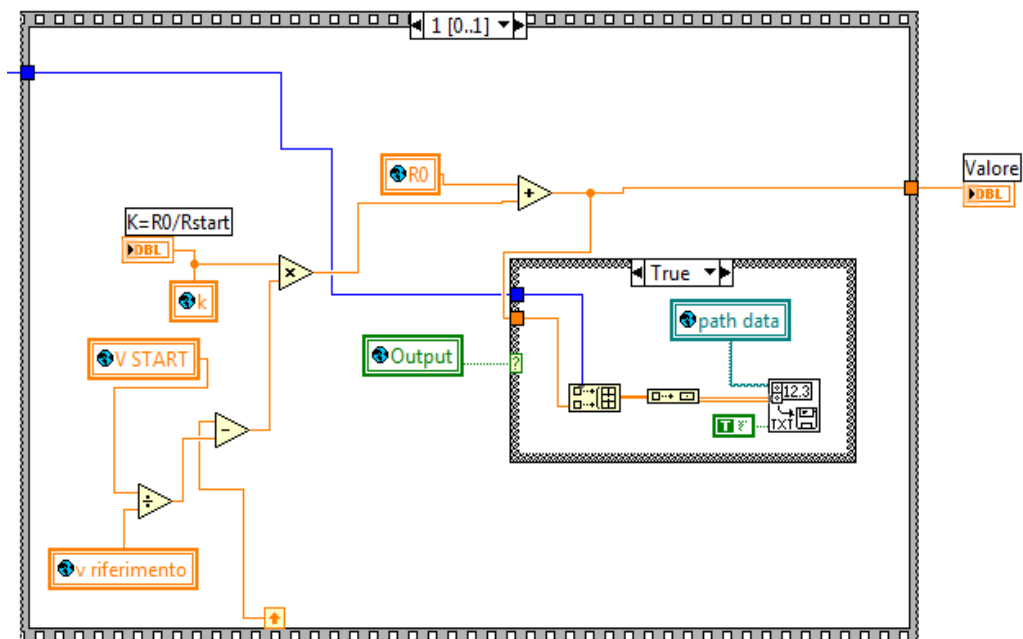 1 [0..1]
R0
Valore
DBL
K=R0/Rstart
DBL
k
True
path data
Output
V START
12.3
TXT
T
v riferimento